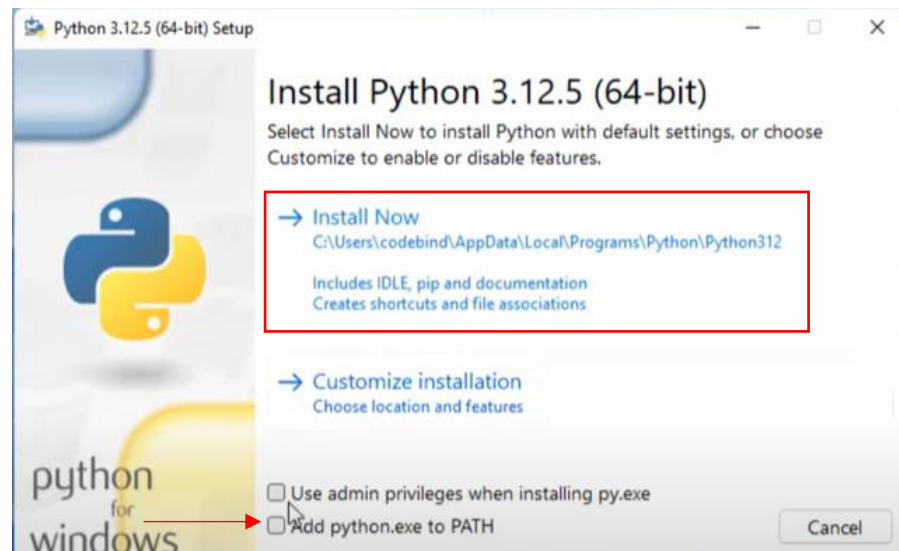 Python 3.12.5 (64-bit) Setup
Install Python 3.12.5 (64-bit)
Select Install Now to install Python with default settings, or choose
Customize to enable or disable features.
Install Now
C:\Users\codebind\AppData\Local\Programs\Python\Python312
Includes IDLE, pip and documentation
Creates shortcuts and file associations
Customize installation
Choose location and features
python
for
windows
Use admin privileges when installing py.exe
Add python.exe to PATH
Cancel